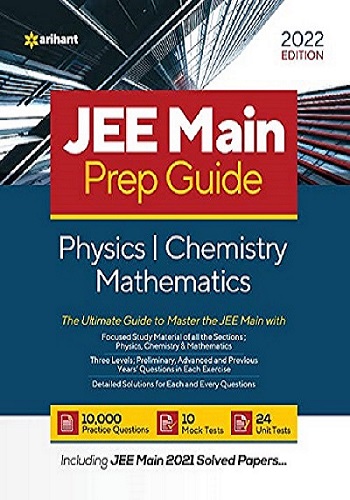 arihant
2022
EDITION
JEE Main
Prep Guide
Physics | Chemistry
Mathematics
The Ultimate Guide to Master the JEE Main with
Focused Study Material of all the Sections;
Physics, Chemistry & Mathematics
Three Levels; Preliminary, Advanced and Previous
Years' Questions in Each Exercise
Detailed Solutions for Each and Every Questions
10,000
Practice Questions
10
Mock Tests
24
Unit Tests
Including JEE Main 2021 Solved Papers...